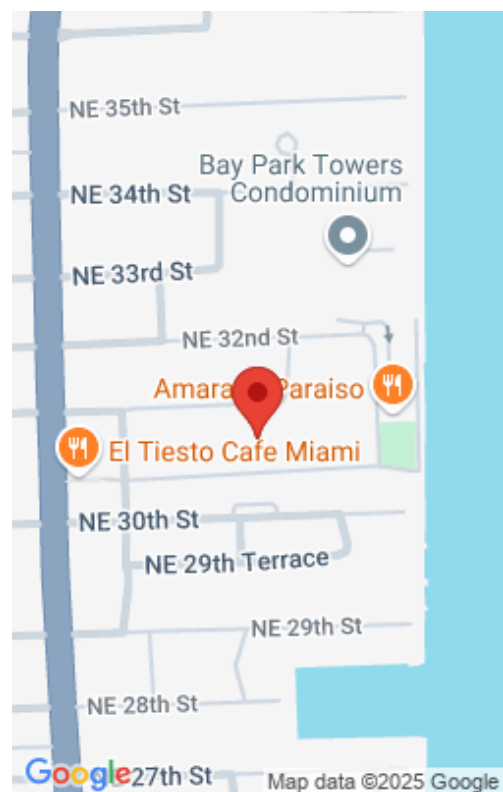 NE 35th St
Bay Park Towers
Condominium
NE 34th St
NE 33rd St
NE 32nd St
Amara Paraiso
El Tiesto Cafe Miami
NE 30th St
NE 29th Terrace
NE 29th St
NE 28th St
Google
27th St
Map data ©2025 Google